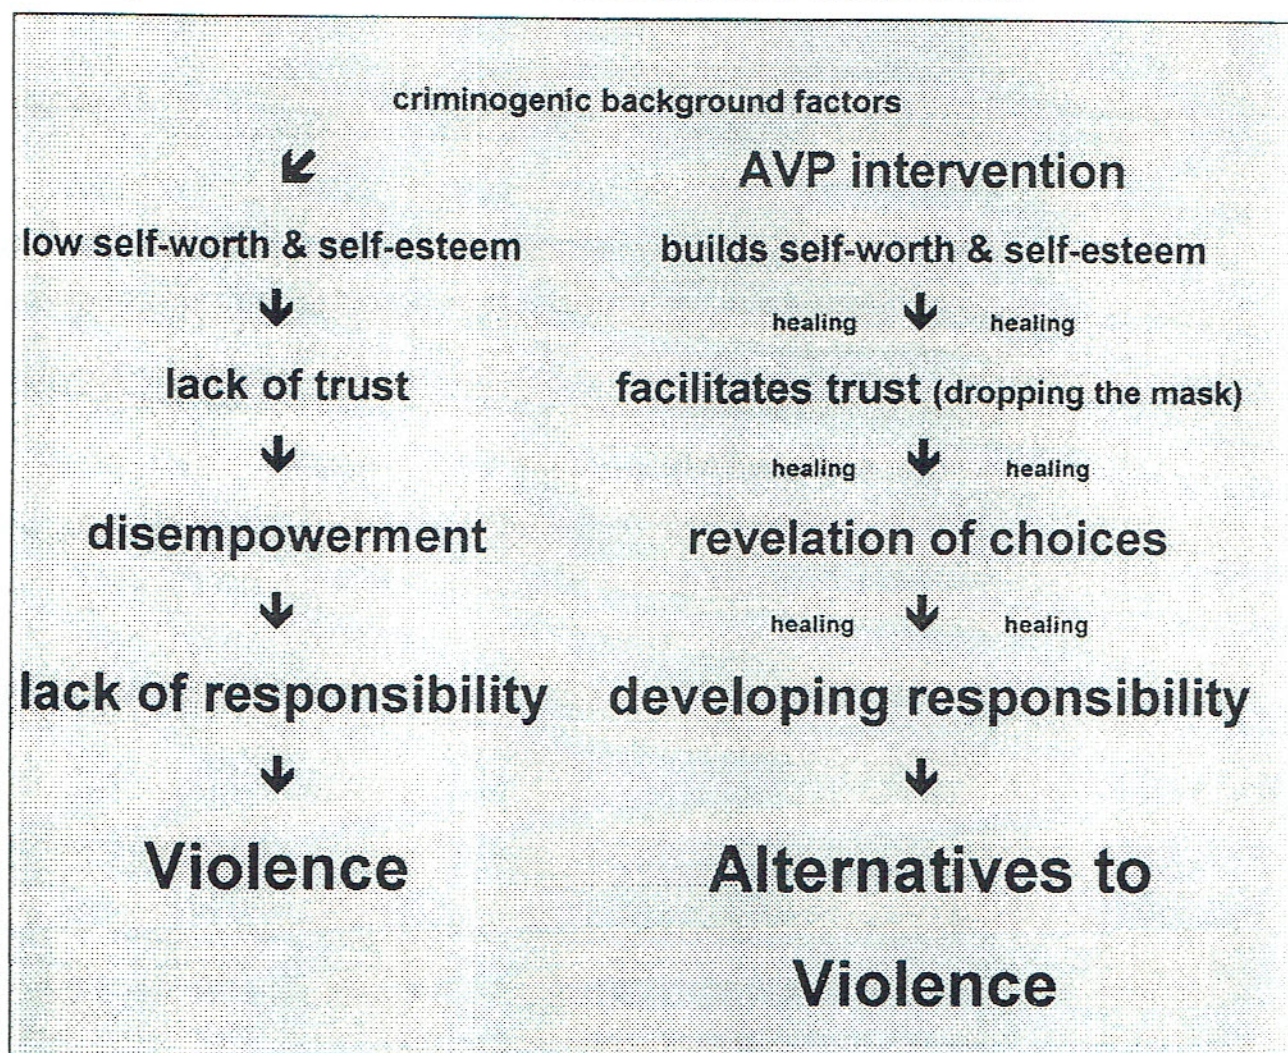 criminogenic background factors
AVP intervention
low self-worth & self-esteem
builds self-worth & self-esteem
healing healing
lack of trust
facilitates trust (dropping the mask)
healing healing
disempowerment
revelation of choices
healing healing
lack of responsibility
developing responsibility
Violence
Alternatives to
Violence